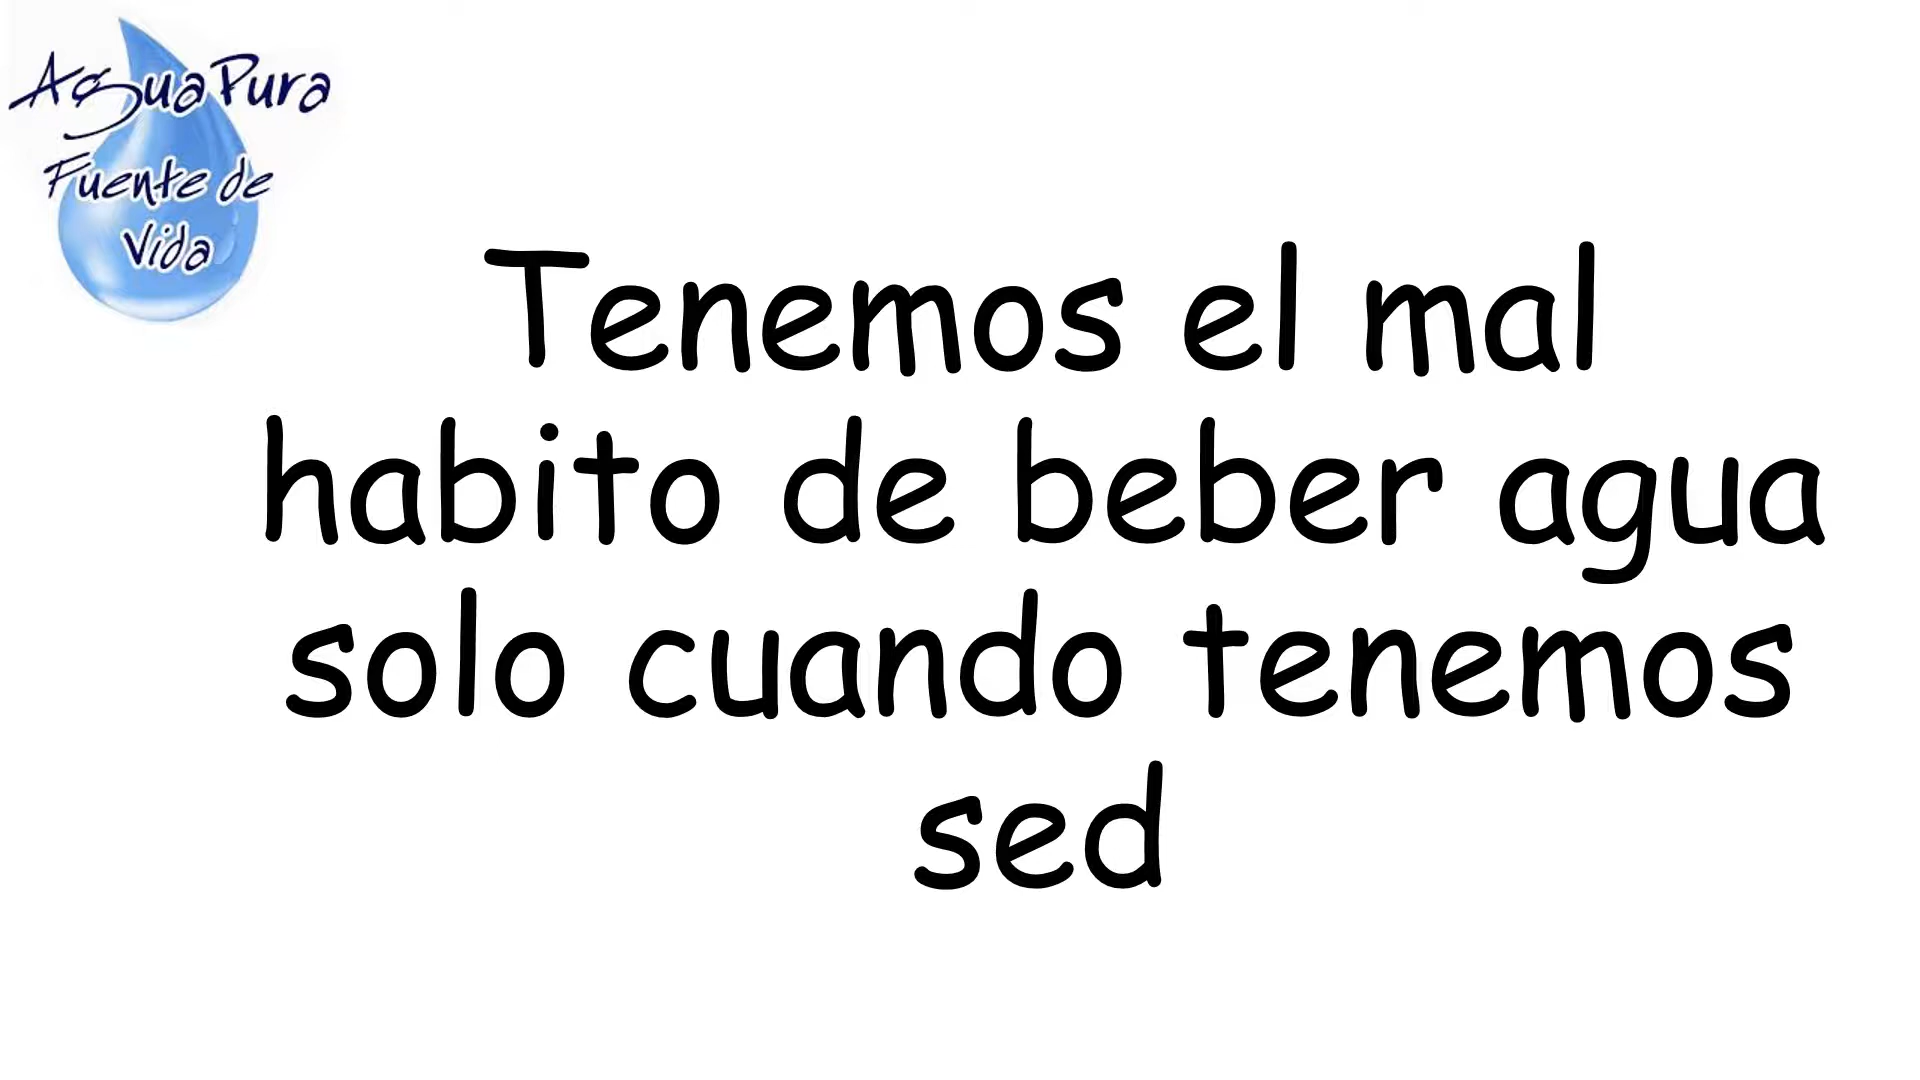 Agua Pura
Fuente de
Vida
Tenemos el mal
habito de beber agua
solo cuando tenemos
sed